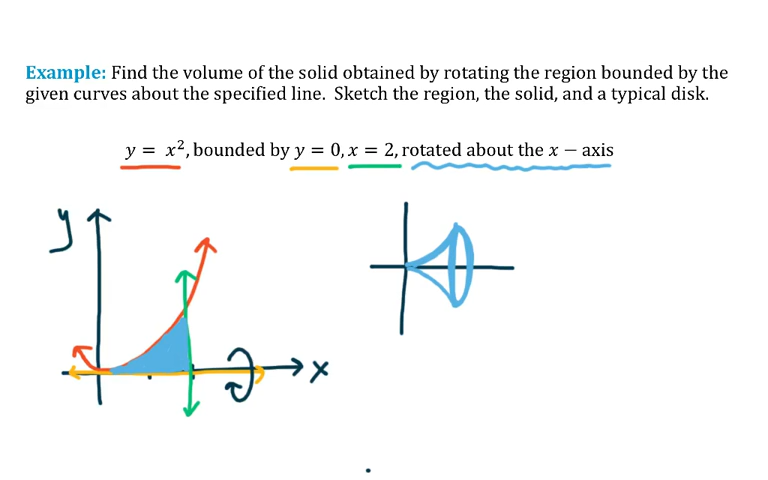 Example: Find the volume of the solid obtained by rotating the region bounded by the
given curves about the specified line. Sketch the region, the solid, and a typical disk.
y = x², bounded by y = 0, x = 2, rotated about the x − axis
y
x